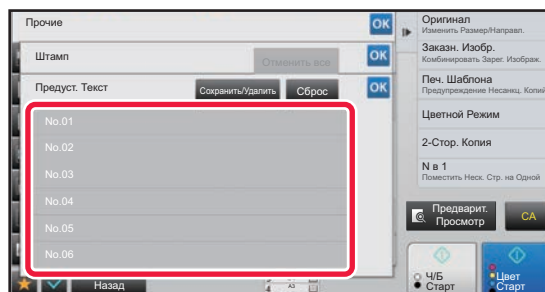 Прочие
OK
Штамп
Отменить все
OK
Предуст. Текст
Сохранить/Удалить
Сброс
OK
No.01
No.02
No.03
No.04
No.05
No.06
Назад
A3
Оригинал
Изменить Размер/Направл.
Заказн. Изобр.
Комбинировать Зарег. Изображ.
Печ. Шаблона
Предупреждение Несанкц. Копий
Цветной Режим
2-Стор. Копия
N в 1
Поместить Неск. Стр. на Одной
Предварит.
Просмотр
CA
Ч/Б
Старт
Цвет
Старт